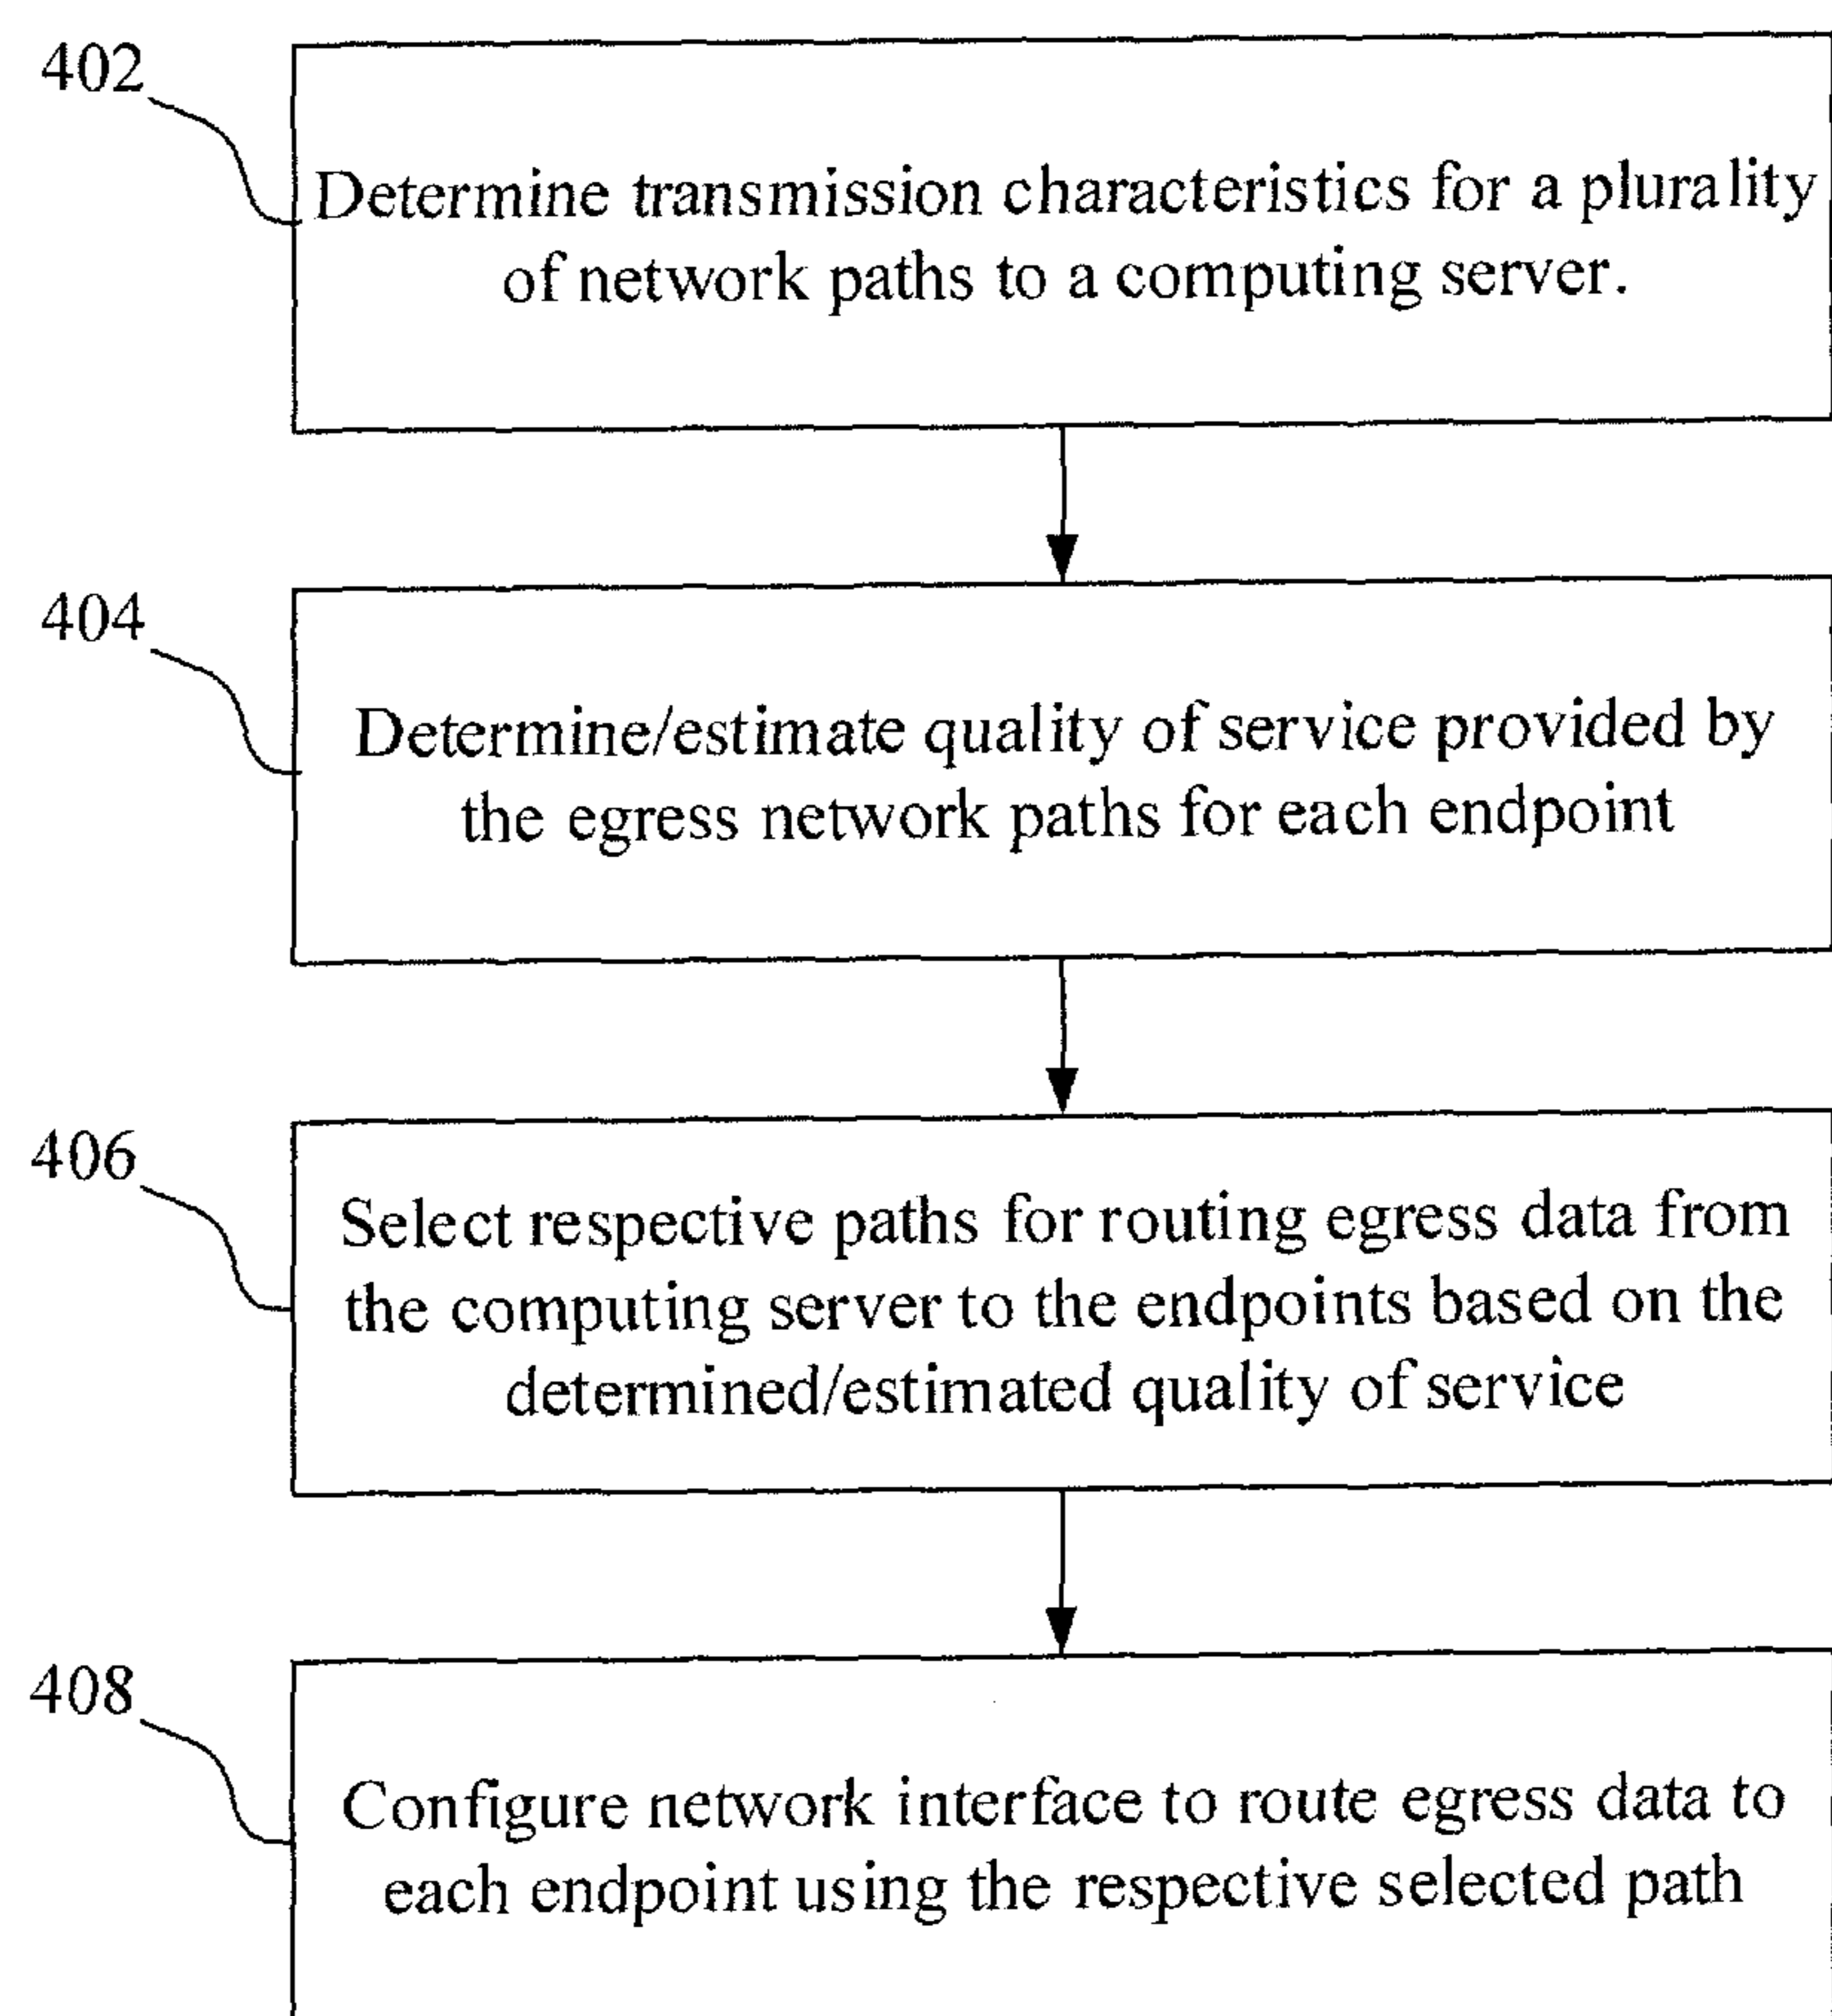 402
Determine transmission characteristics for a plurality
of network paths to a computing server.
404
Determine/estimate quality of service provided by
the egress network paths for each endpoint
406
Select respective paths for routing egress data from
the computing server to the endpoints based on the
determined/estimated quality of service
408
Configure network interface to route egress data to
each endpoint using the respective selected path